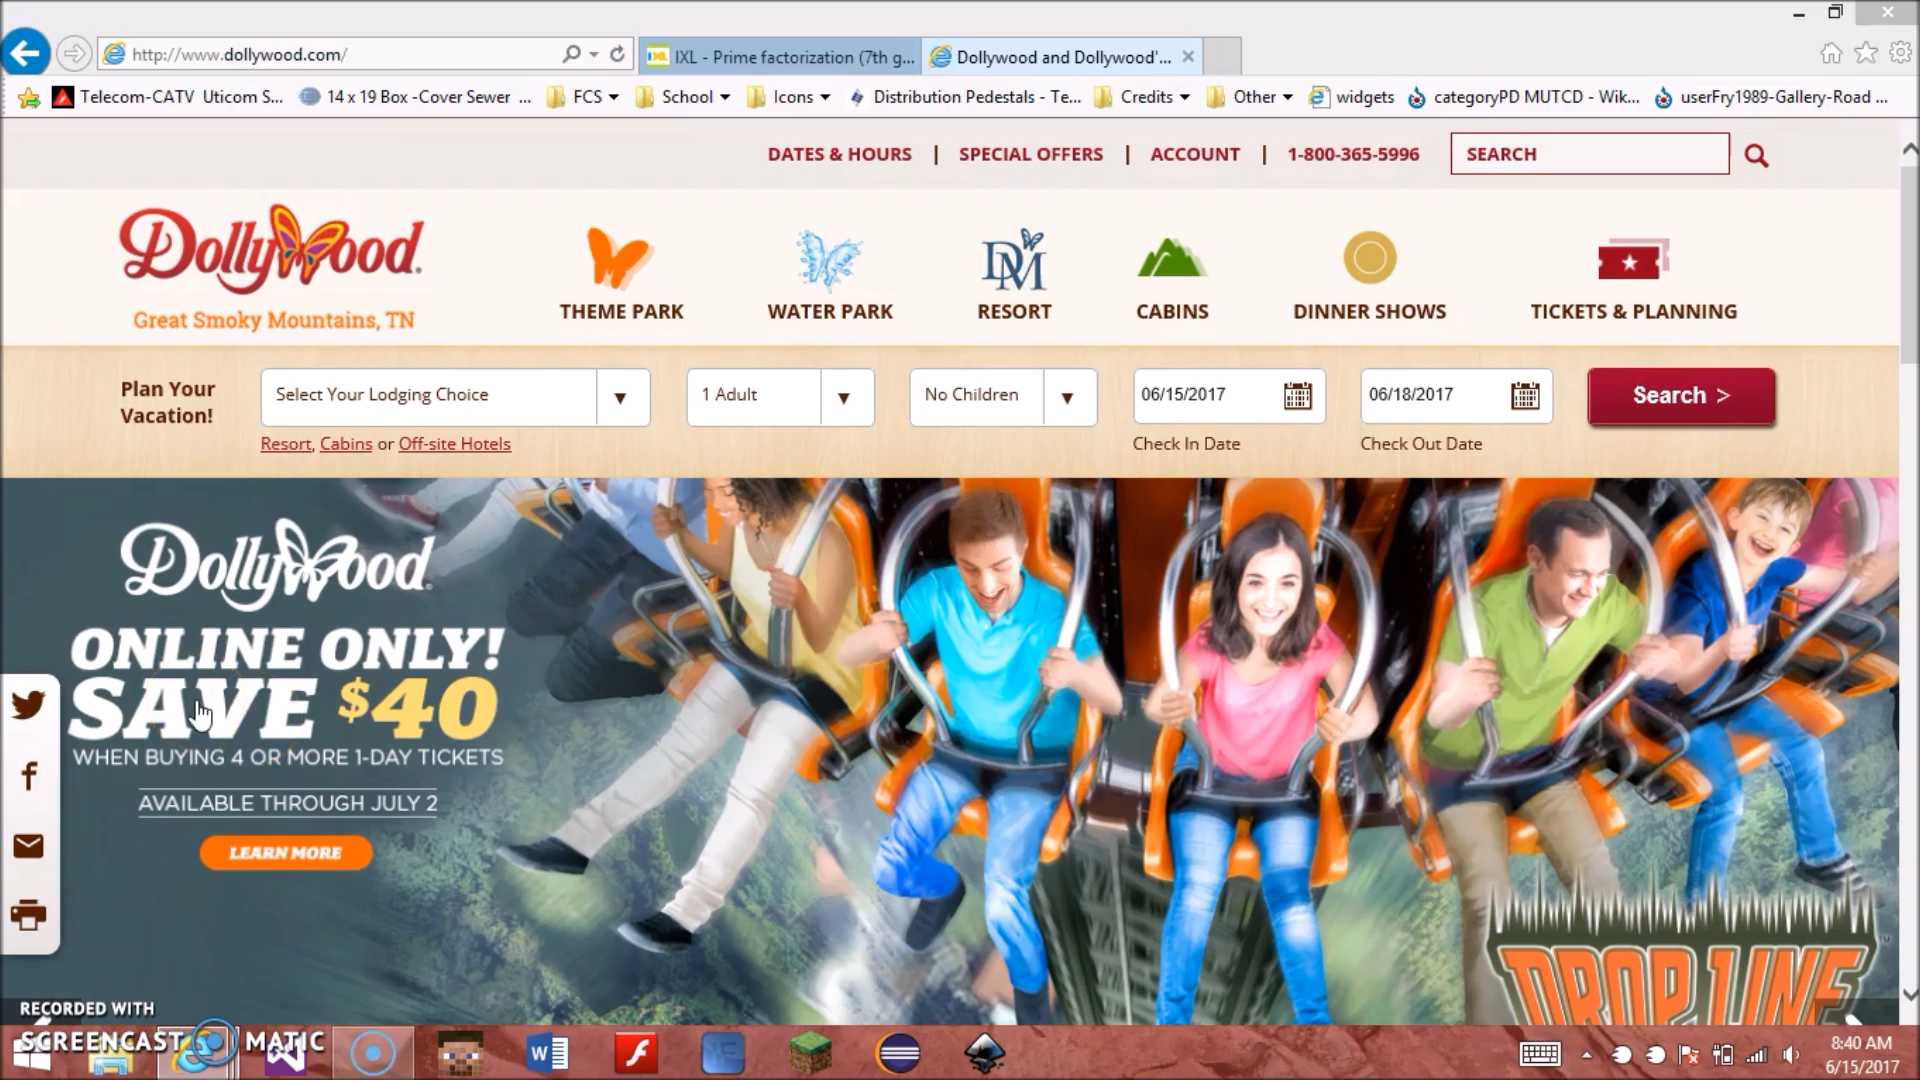 http://www.dollywood.com/
IXL - Prime factorization (7th g...
Dollywood and Dollywood'...
Telecom-CATV Uticom S...
14 x 19 Box -Cover Sewer ...
FCS
School
Icons
Distribution Pedestals - Te...
Credits
Other
widgets
categoryPD MUTCD - Wik...
userFry1989-Gallery-Road ...
DATES & HOURS | SPECIAL OFFERS | ACCOUNT | 1-800-365-5996
SEARCH
Dollywood
Great Smoky Mountains, TN
DM
THEME PARK
WATER PARK
RESORT
CABINS
DINNER SHOWS
TICKETS & PLANNING
Plan Your
Vacation!
Select Your Lodging Choice
1 Adult
No Children
06/15/2017
06/18/2017
Search >
Resort, Cabins or Off-site Hotels
Check In Date
Check Out Date
Dollywood
ONLINE ONLY!
SAVE $40
WHEN BUYING 4 OR MORE 1-DAY TICKETS
AVAILABLE THROUGH JULY 2
LEARN MORE
DROP LINE
RECORDED WITH
SCREENCAST MATIC
8:40 AM
6/15/2017